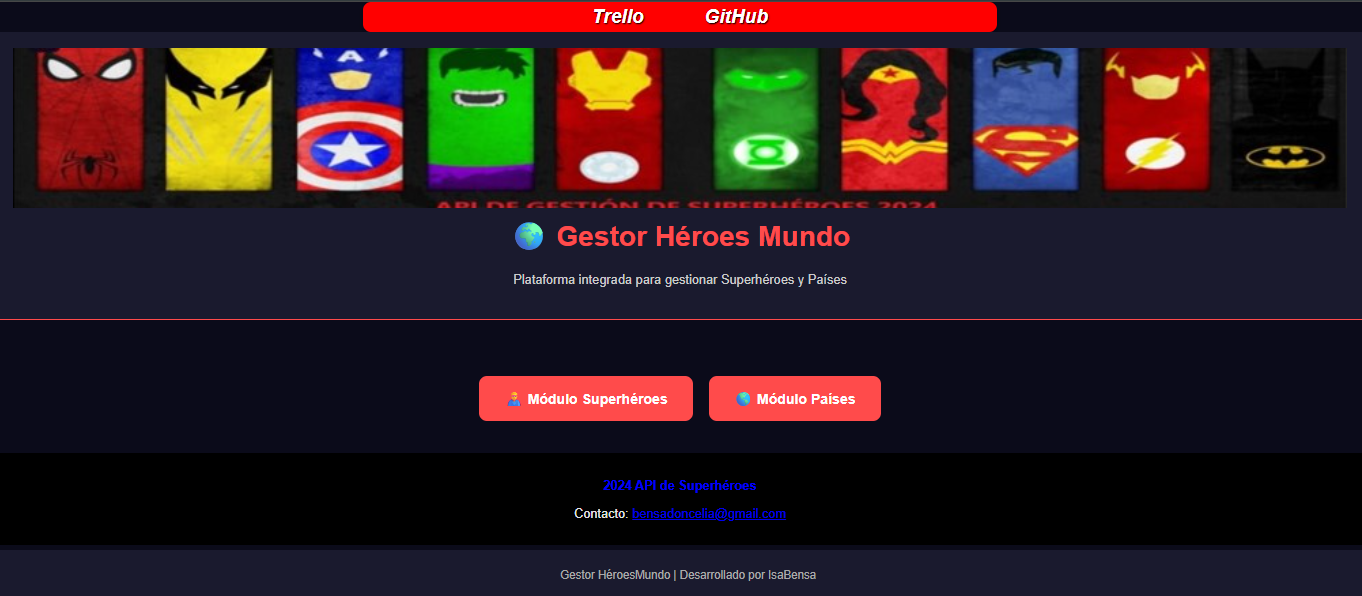 Trello GitHub
API DE GESTIÓN DE SUPERHÉROES 2024
Gestor Héroes Mundo
Plataforma integrada para gestionar Superhéroes y Países
Módulo Superhéroes Módulo Países
2024 API de Superhéroes
Contacto: bensadoncelia@gmail.com
Gestor HéroesMundo | Desarrollado por IsaBensa